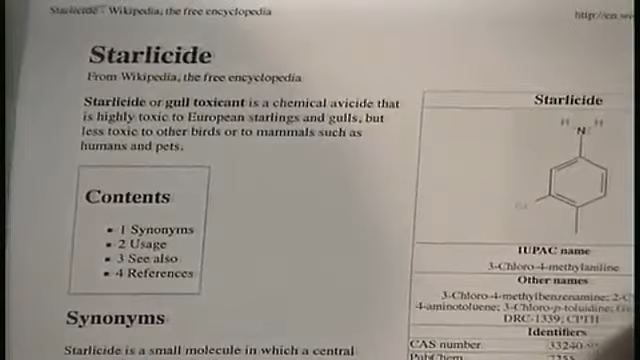 Starlicide - Wikipedia, the free encyclopedia
http://en.w
Starlicide
From Wikipedia, the free encyclopedia
Starlicide or gull toxicant is a chemical avicide that
is highly toxic to European starlings and gulls, but
less toxic to other birds or to mammals such as
humans and pets.
Contents
1 Synonyms
2 Usage
3 See also
4 References
Synonyms
Starlicide is a small molecule in which a central
Starlicide
H H
N
Cl
IUPAC name
3-Chloro-4-methylaniline
Other names
3-Chloro-4-methylbenzenamine; 2-C
4-aminotoluene; 3-Chloro-p-toluidine;
DRC-1339; CPTH
Identifiers
CAS number 33240
PubChem